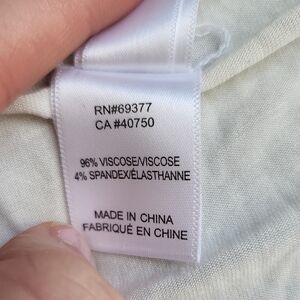 RN#69377
CA #40750
96% VISCOSE/VISCOSE
4% SPANDEX/ÉLASTHANNE
MADE IN CHINA
FABRIQUÉ EN CHINE